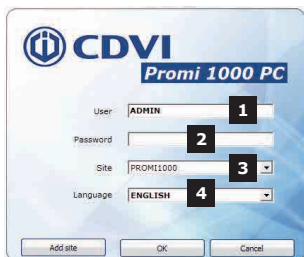 CDVI
Promi 1000 PC
User ADMIN 1
Password 2
Site PROMI1000 3
Language ENGLISH 4
Add site OK Cancel